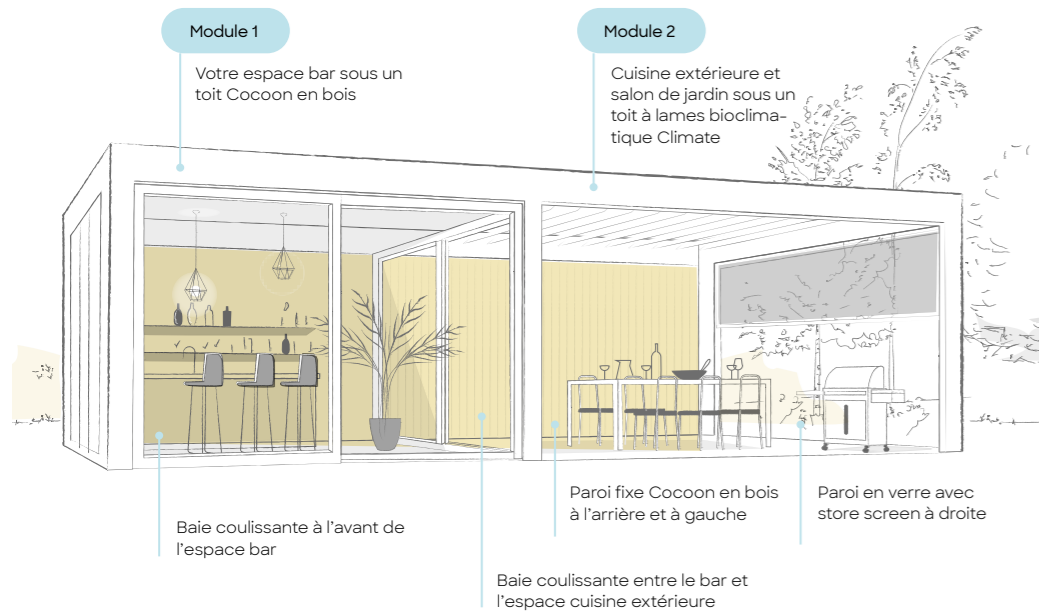 Module 1
Votre espace bar sous un
toit Cocoon en bois
Module 2
Cuisine extérieure et
salon de jardin sous un
toit à lames bioclima-
tique Climate
Baie coulissante à l’avant de
l’espace bar
Paroi fixe Cocoon en bois
à l’arrière et à gauche
Paroi en verre avec
store screen à droite
Baie coulissante entre le bar et
l’espace cuisine extérieure